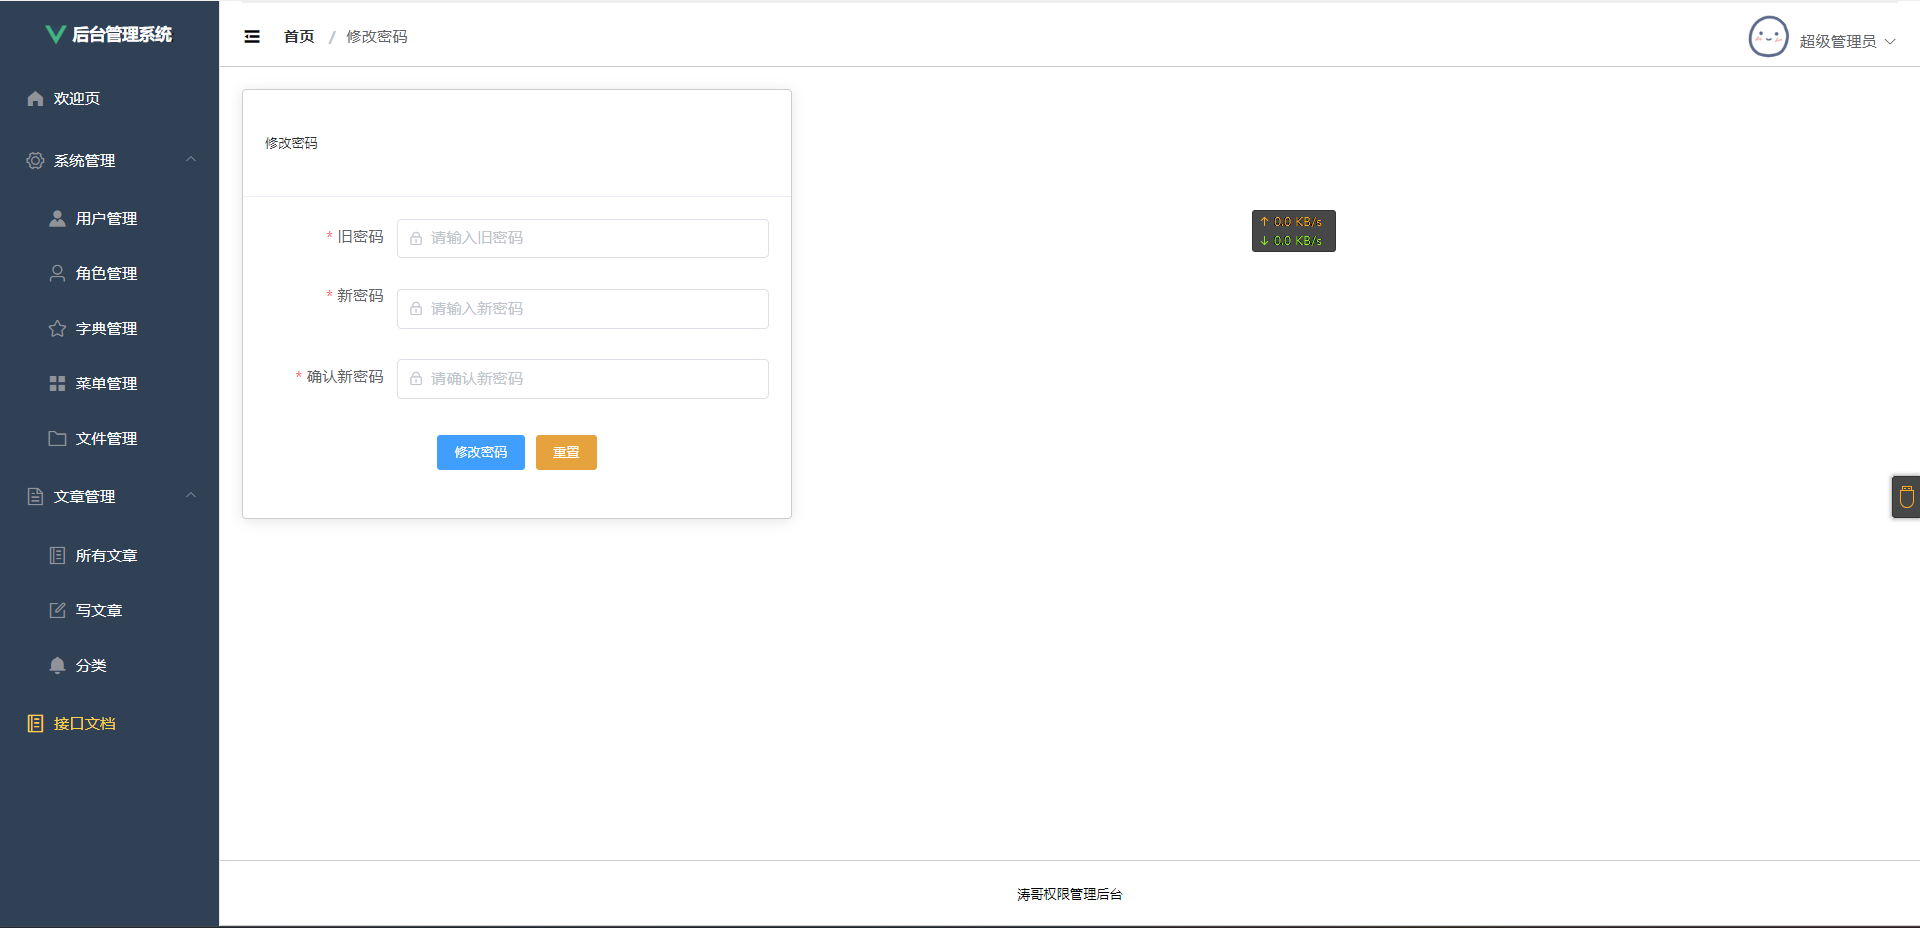 后台管理系统
欢迎页
系统管理
用户管理
角色管理
字典管理
菜单管理
文件管理
文章管理
所有文章
写文章
分类
接口文档
首页 / 修改密码
超级管理员
修改密码
* 旧密码 请输入旧密码
* 新密码 请输入新密码
* 确认新密码 请确认新密码
修改密码 重置
↑ 0.0 KB/s
↓ 0.0 KB/s
涛哥权限管理后台